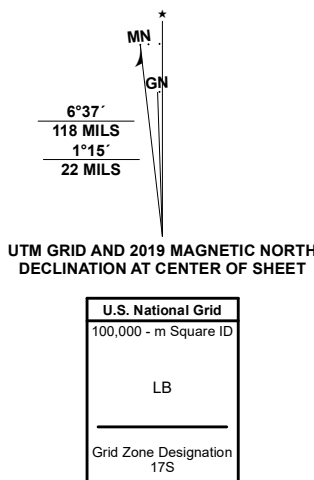 ★
MN
GN
6°37´
118 MILS
1°15´
22 MILS
UTM GRID AND 2019 MAGNETIC NORTH
DECLINATION AT CENTER OF SHEET
U.S. National Grid
100,000 - m Square ID
LB
Grid Zone Designation
17S